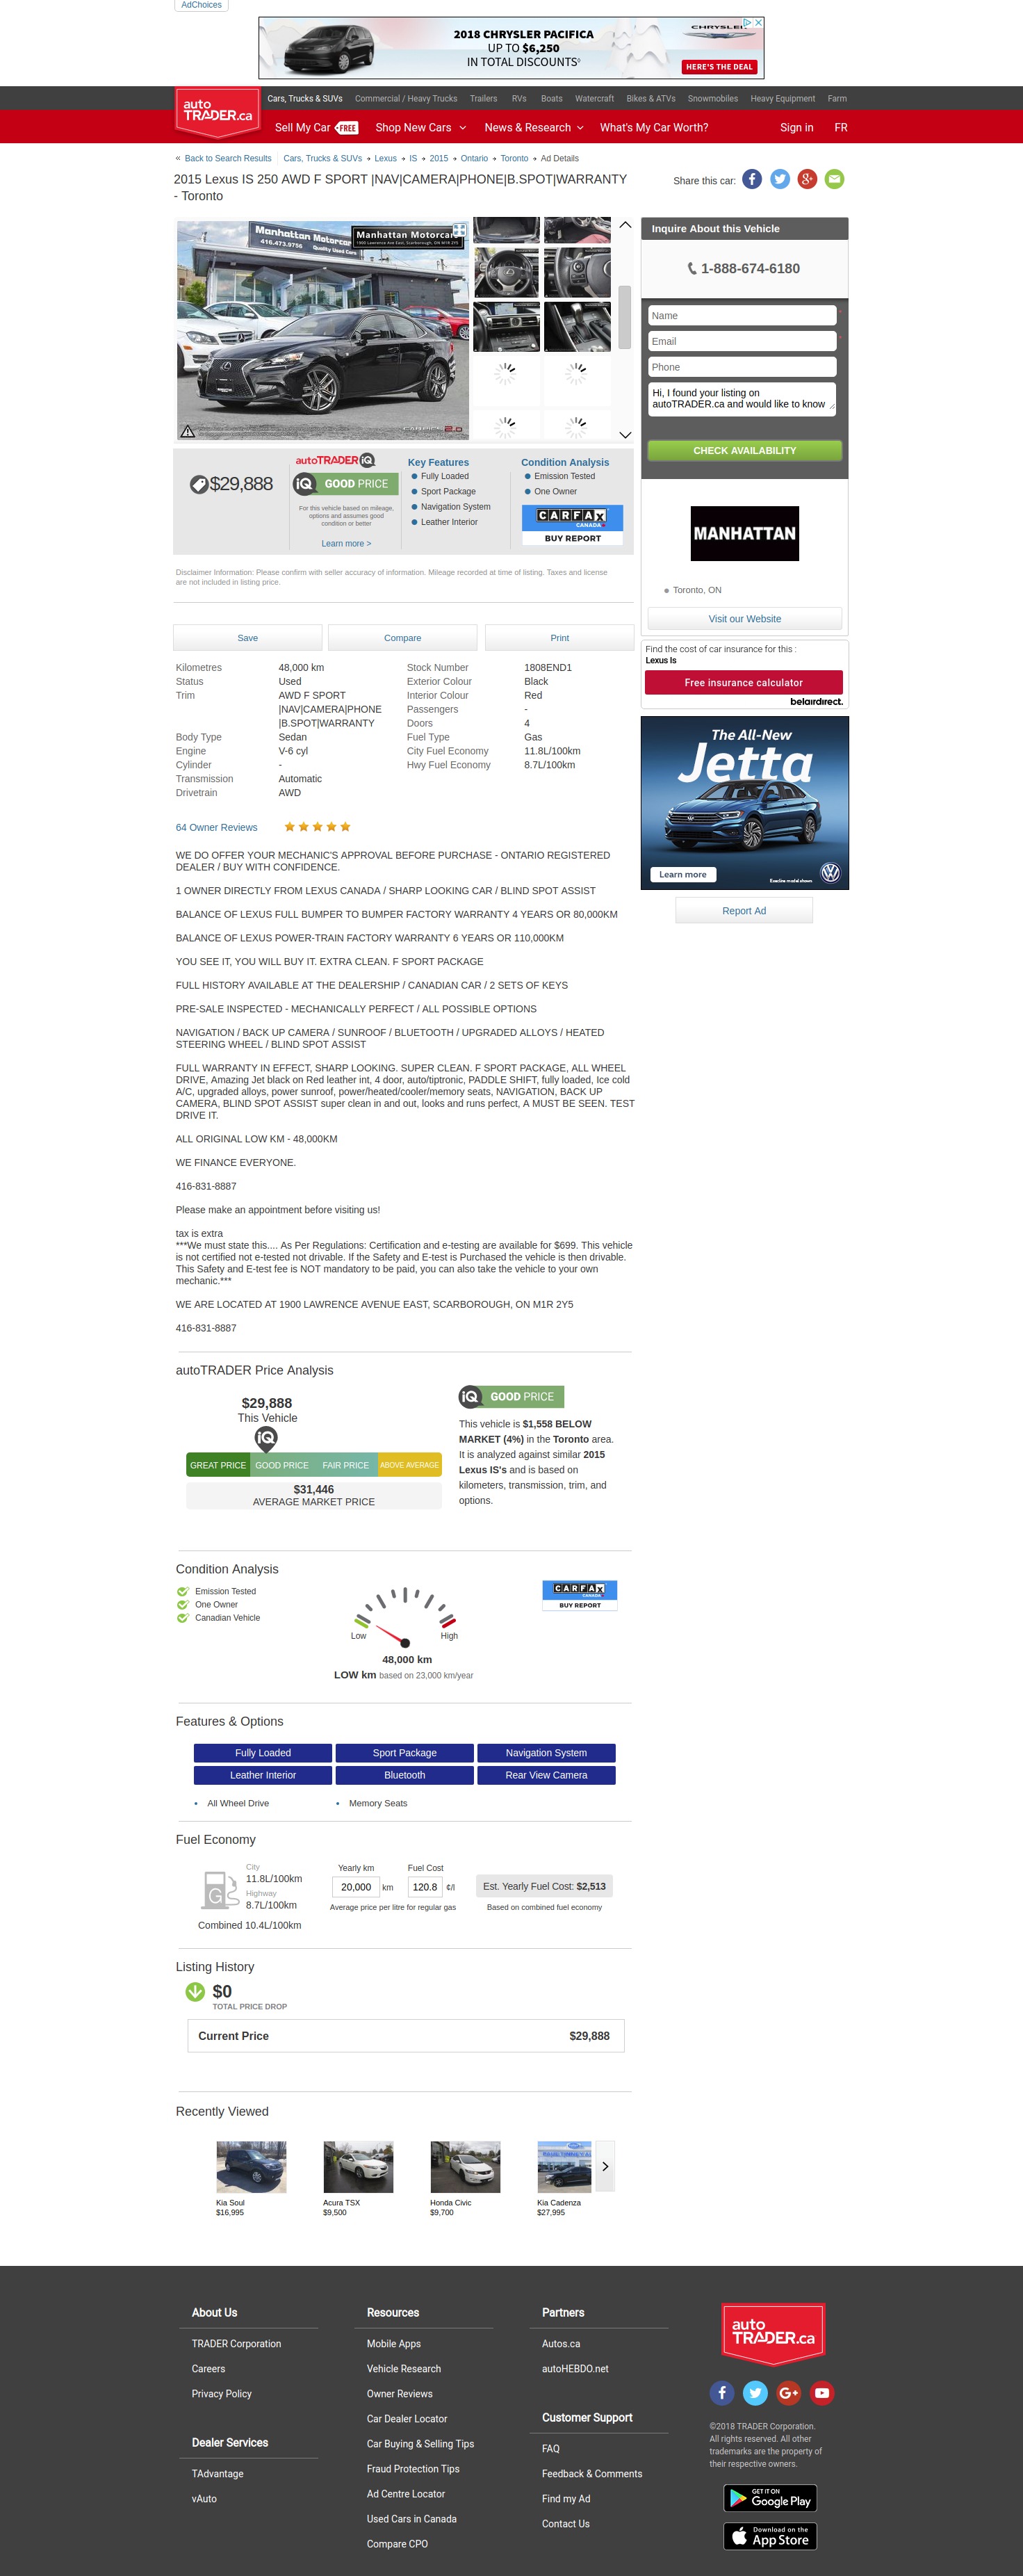 AdChoices
2018 CHRYSLER PACIFICA
UP TO $6,250
IN TOTAL DISCOUNTS◊
CHRYSLER
HERE'S THE DEAL
auto TRADER.ca
Cars, Trucks & SUVs Commercial / Heavy Trucks Trailers RVs Boats Watercraft Bikes & ATVs Snowmobiles Heavy Equipment Farm
Sell My Car FREE Shop New Cars News & Research What's My Car Worth? Sign in FR
« Back to Search Results Cars, Trucks & SUVs Lexus IS 2015 Ontario Toronto Ad Details
2015 Lexus IS 250 AWD F SPORT |NAV|CAMERA|PHONE|B.SPOT|WARRANTY
- Toronto
Share this car:
Manhattan Motorcars
416.473.9756
Quality Used Cars
Manhattan Motorcars
1900 Lawrence Ave East, Scarborough, ON M1R 2Y5
Inquire About this Vehicle
1-888-674-6180
Name *
Email *
Phone
Hi, I found your listing on
autoTRADER.ca and would like to know
CHECK AVAILABILITY
$29,888
autoTRADER iQ
iQ GOOD PRICE
For this vehicle based on mileage,
options and assumes good
condition or better
Learn more >
Key Features
Fully Loaded
Sport Package
Navigation System
Leather Interior
Condition Analysis
Emission Tested
One Owner
CARFAX
CANADA
BUY REPORT
MANHATTAN
Toronto, ON
Visit our Website
Disclaimer Information: Please confirm with seller accuracy of information. Mileage recorded at time of listing. Taxes and license
are not included in listing price.
Save Compare Print
Find the cost of car insurance for this :
Lexus Is
Free insurance calculator
belairdirect.
Kilometres 48,000 km Stock Number 1808END1
Status Used Exterior Colour Black
Trim AWD F SPORT Interior Colour Red
|NAV|CAMERA|PHONE Passengers -
|B.SPOT|WARRANTY Doors 4
Body Type Sedan Fuel Type Gas
Engine V-6 cyl City Fuel Economy 11.8L/100km
Cylinder - Hwy Fuel Economy 8.7L/100km
Transmission Automatic
Drivetrain AWD
The All-New
Jetta
Learn more
Executive model shown
Report Ad
64 Owner Reviews
WE DO OFFER YOUR MECHANIC'S APPROVAL BEFORE PURCHASE - ONTARIO REGISTERED
DEALER / BUY WITH CONFIDENCE.
1 OWNER DIRECTLY FROM LEXUS CANADA / SHARP LOOKING CAR / BLIND SPOT ASSIST
BALANCE OF LEXUS FULL BUMPER TO BUMPER FACTORY WARRANTY 4 YEARS OR 80,000KM
BALANCE OF LEXUS POWER-TRAIN FACTORY WARRANTY 6 YEARS OR 110,000KM
YOU SEE IT, YOU WILL BUY IT. EXTRA CLEAN. F SPORT PACKAGE
FULL HISTORY AVAILABLE AT THE DEALERSHIP / CANADIAN CAR / 2 SETS OF KEYS
PRE-SALE INSPECTED - MECHANICALLY PERFECT / ALL POSSIBLE OPTIONS
NAVIGATION / BACK UP CAMERA / SUNROOF / BLUETOOTH / UPGRADED ALLOYS / HEATED
STEERING WHEEL / BLIND SPOT ASSIST
FULL WARRANTY IN EFFECT, SHARP LOOKING. SUPER CLEAN. F SPORT PACKAGE, ALL WHEEL
DRIVE, Amazing Jet black on Red leather int, 4 door, auto/tiptronic, PADDLE SHIFT, fully loaded, Ice cold
A/C, upgraded alloys, power sunroof, power/heated/cooler/memory seats, NAVIGATION, BACK UP
CAMERA, BLIND SPOT ASSIST super clean in and out, looks and runs perfect, A MUST BE SEEN. TEST
DRIVE IT.
ALL ORIGINAL LOW KM - 48,000KM
WE FINANCE EVERYONE.
416-831-8887
Please make an appointment before visiting us!
tax is extra
***We must state this.... As Per Regulations: Certification and e-testing are available for $699. This vehicle
is not certified not e-tested not drivable. If the Safety and E-test is Purchased the vehicle is then drivable.
This Safety and E-test fee is NOT mandatory to be paid, you can also take the vehicle to your own
mechanic.***
WE ARE LOCATED AT 1900 LAWRENCE AVENUE EAST, SCARBOROUGH, ON M1R 2Y5
416-831-8887
autoTRADER Price Analysis
$29,888
This Vehicle
iQ
GREAT PRICE GOOD PRICE FAIR PRICE ABOVE AVERAGE
$31,446
AVERAGE MARKET PRICE
iQ GOOD PRICE
This vehicle is $1,558 BELOW
MARKET (4%) in the Toronto area.
It is analyzed against similar 2015
Lexus IS's and is based on
kilometers, transmission, trim, and
options.
Condition Analysis
Emission Tested
One Owner
Canadian Vehicle
Low High
48,000 km
LOW km based on 23,000 km/year
CARFAX
CANADA
BUY REPORT
Features & Options
Fully Loaded Sport Package Navigation System
Leather Interior Bluetooth Rear View Camera
• All Wheel Drive • Memory Seats
Fuel Economy
G
City
11.8L/100km
Highway
8.7L/100km
Combined 10.4L/100km
Yearly km Fuel Cost
20,000 km 120.8 ¢/l
Average price per litre for regular gas
Est. Yearly Fuel Cost: $2,513
Based on combined fuel economy
Listing History
$0
TOTAL PRICE DROP
Current Price $29,888
Recently Viewed
Kia Soul
$16,995
Acura TSX
$9,500
Honda Civic
$9,700
Kia Cadenza
$27,995
About Us
TRADER Corporation
Careers
Privacy Policy
Dealer Services
TAdvantage
vAuto
Resources
Mobile Apps
Vehicle Research
Owner Reviews
Car Dealer Locator
Car Buying & Selling Tips
Fraud Protection Tips
Ad Centre Locator
Used Cars in Canada
Compare CPO
Partners
Autos.ca
autoHEBDO.net
Customer Support
FAQ
Feedback & Comments
Find my Ad
Contact Us
auto TRADER.ca
©2018 TRADER Corporation.
All rights reserved. All other
trademarks are the property of
their respective owners.
GET IT ON
Google Play
Download on the
App Store